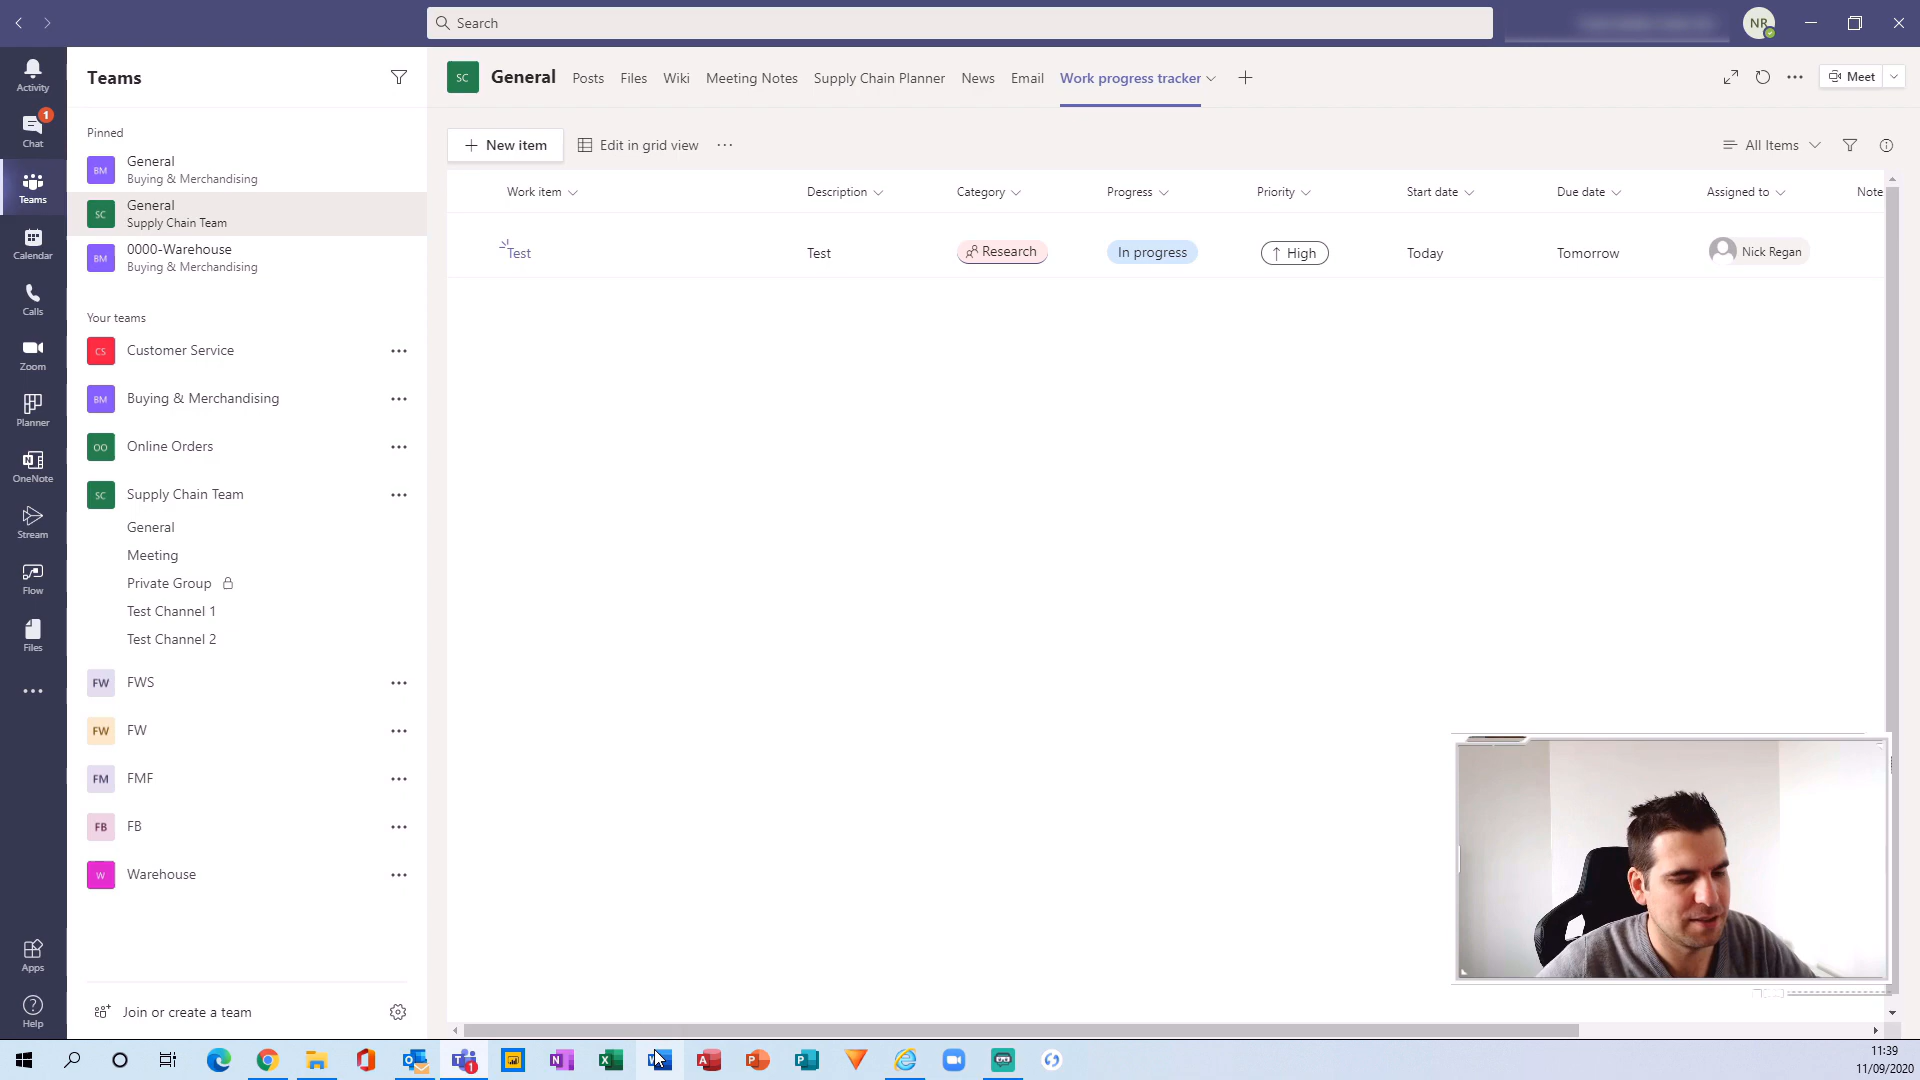 Search
NR
Activity
Chat
1
Teams
Calendar
Calls
Zoom
Planner
OneNote
Stream
Flow
Files
Apps
Help
Teams
Pinned
BM
General
Buying & Merchandising
SC
General
Supply Chain Team
BM
0000-Warehouse
Buying & Merchandising
Your teams
CS
Customer Service
BM
Buying & Merchandising
OO
Online Orders
SC
Supply Chain Team
General
Meeting
Private Group
Test Channel 1
Test Channel 2
FW
FWS
FW
FW
FM
FMF
FB
FB
W
Warehouse
Join or create a team
SC
General Posts Files Wiki Meeting Notes Supply Chain Planner News Email Work progress tracker
Meet
New item Edit in grid view
All Items
Work item Description Category Progress Priority Start date Due date Assigned to Note
Test Test Research In progress High Today Tomorrow Nick Regan
1
11:39
11/09/2020